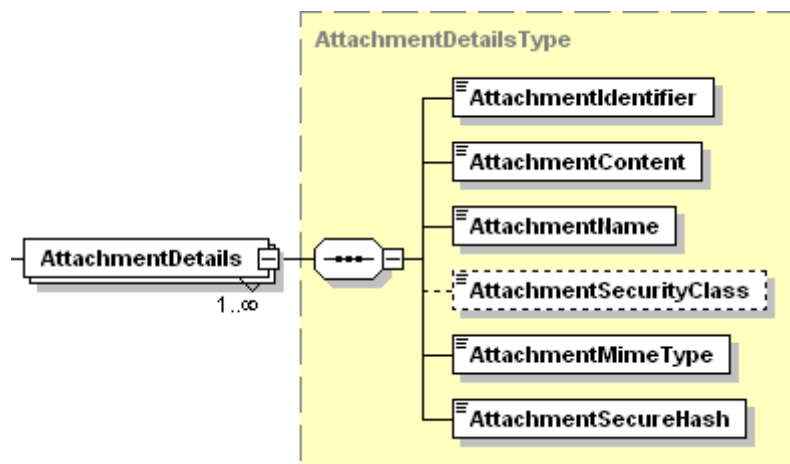 AttachmentDetailsType
AttachmentIdentifier
AttachmentContent
AttachmentName
AttachmentDetails
1..∞
AttachmentSecurityClass
AttachmentMimeType
AttachmentSecureHash